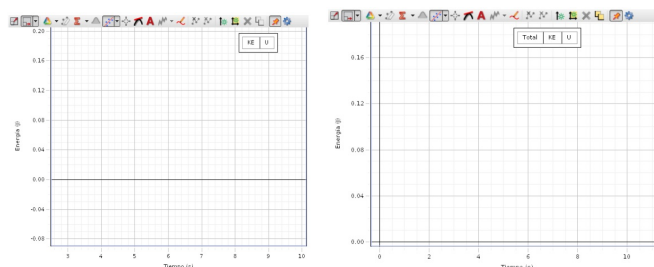 0.20
0.16
0.12
0.08
0.04
0.00
-0.04
-0.08
Energía (J)
KE U
3 4 5 6 7 8 9 10
Tiempo (s)
0.16
0.12
0.08
0.04
0.00
Energía (J)
Total KE U
0 2 4 6 8 10
Tiempo (s)